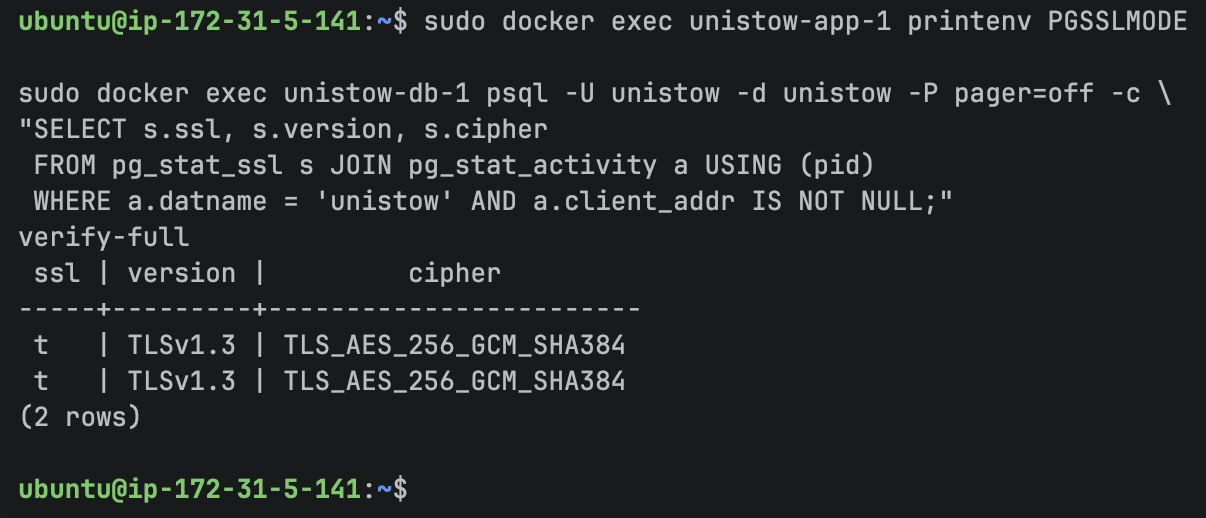 ubuntu@ip-172-31-5-141:~$ sudo docker exec unistow-app-1 printenv PGSSLMODE
sudo docker exec unistow-db-1 psql -U unistow -d unistow -P pager=off -c \
"SELECT s.ssl, s.version, s.cipher
 FROM pg_stat_ssl s JOIN pg_stat_activity a USING (pid)
 WHERE a.datname = 'unistow' AND a.client_addr IS NOT NULL;"
verify-full
 ssl | version |         cipher
-----+---------+------------------------
 t   | TLSv1.3 | TLS_AES_256_GCM_SHA384
 t   | TLSv1.3 | TLS_AES_256_GCM_SHA384
(2 rows)
ubuntu@ip-172-31-5-141:~$